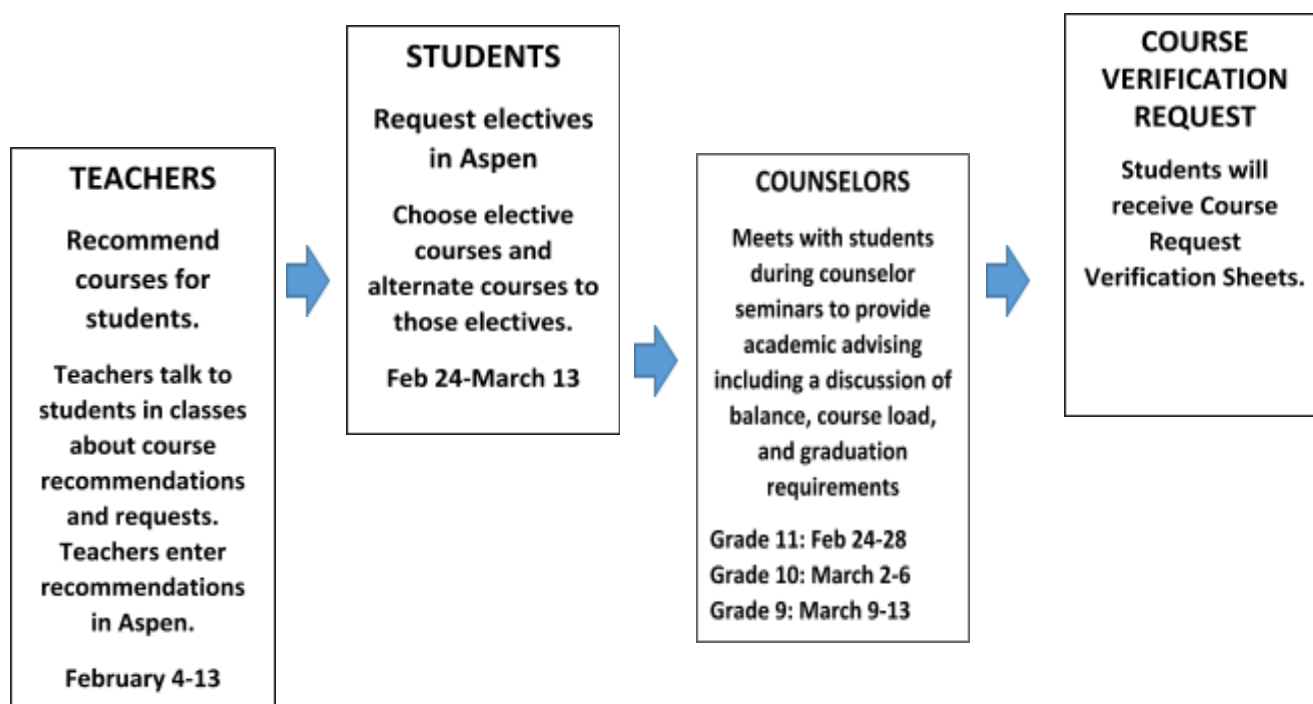 TEACHERS
Recommend
courses for
students.
Teachers talk to
students in classes
about course
recommendations
and requests.
Teachers enter
recommendations
in Aspen.
February 4-13
STUDENTS
Request electives
in Aspen
Choose elective
courses and
alternate courses to
those electives.
Feb 24-March 13
COUNSELORS
Meets with students
during counselor
seminars to provide
academic advising
including a discussion of
balance, course load,
and graduation
requirements
Grade 11: Feb 24-28
Grade 10: March 2-6
Grade 9: March 9-13
COURSE
VERIFICATION
REQUEST
Students will
receive Course
Request
Verification Sheets.